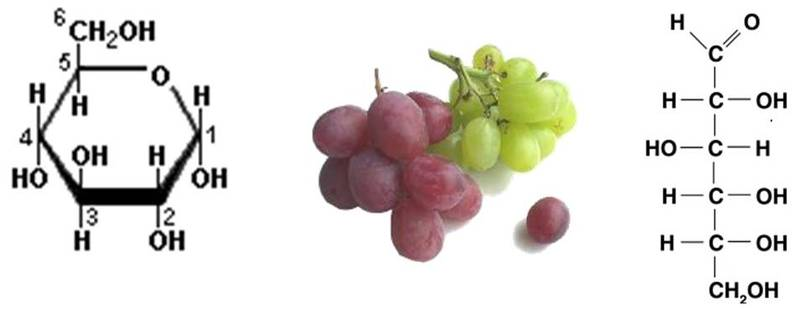 6 CH₂OH
5 O
H H H
4 OH H 1
HO OH
3 2
H OH
H O
C
H C OH
HO C H
H C OH
H C OH
CH₂OH